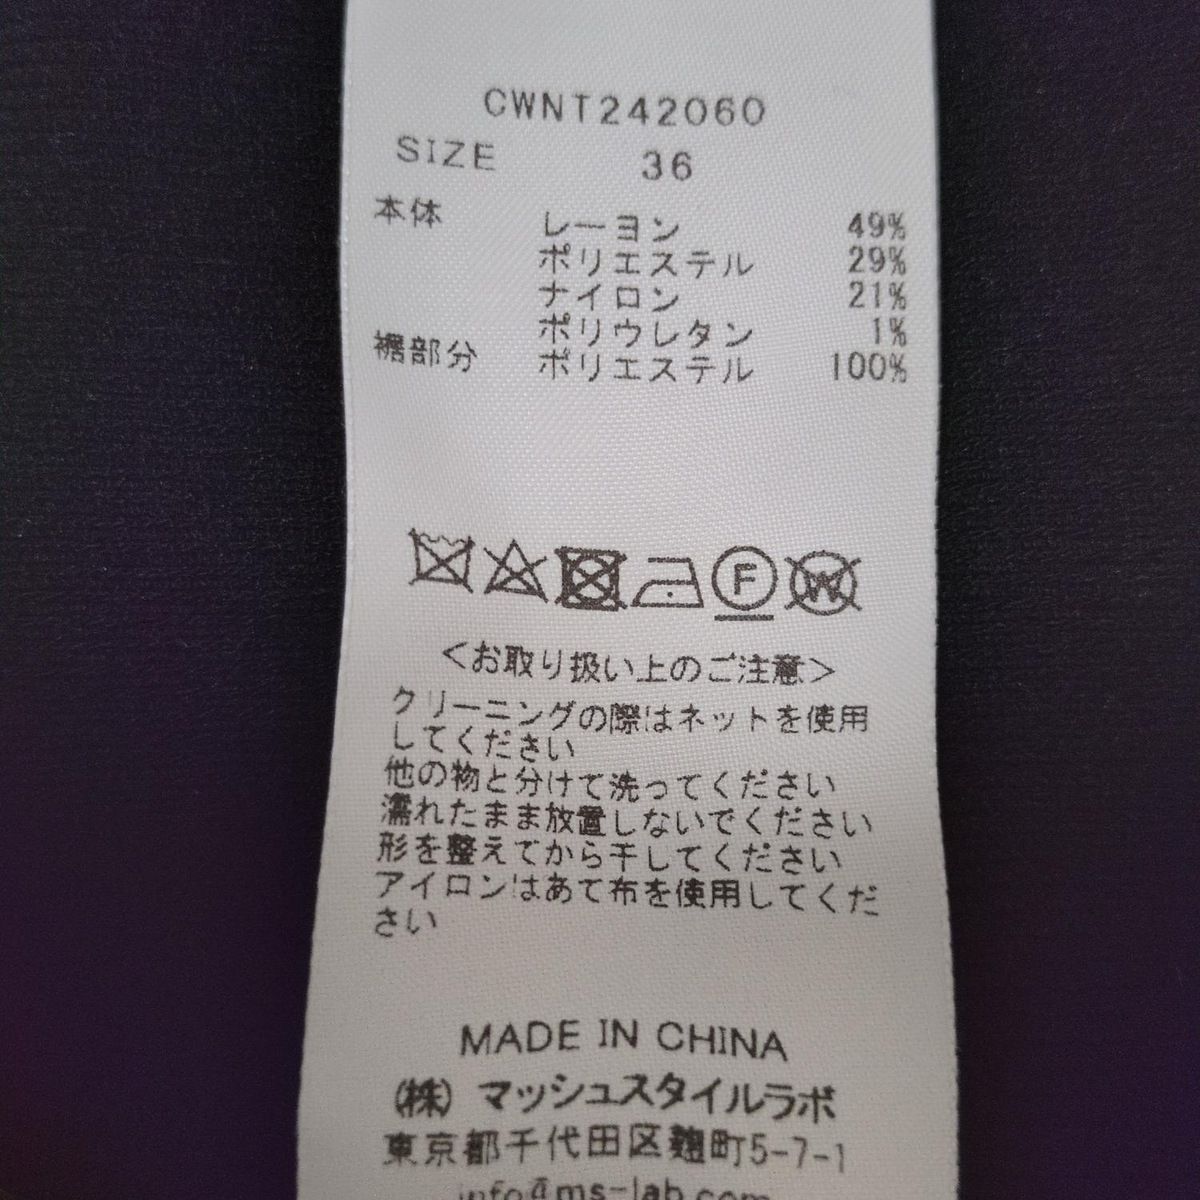 CWNT242060
SIZE 36
本体 レーヨン 49%
ポリエステル 29%
ナイロン 21%
ポリウレタン 1%
裾部分 ポリエステル 100%
F W
<お取り扱い上のご注意>
クリーニングの際はネットを使用
してください
他の物と分けて洗ってください
濡れたまま放置しないでください
形を整えてから干してください
アイロンはあて布を使用してくだ
さい
MADE IN CHINA
(株) マッシュスタイルラボ
東京都千代田区麹町5-7-1
info@ms-lab.com